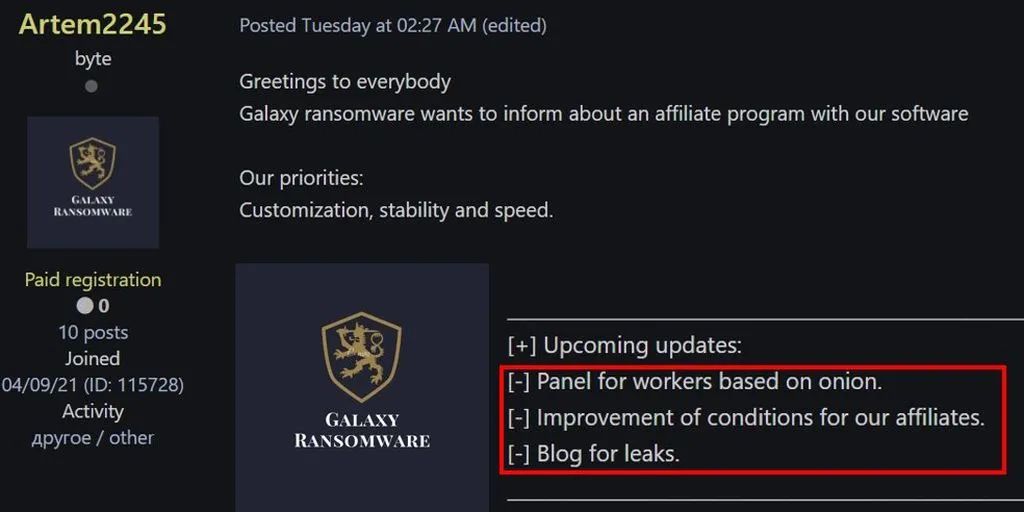 Artem2245
byte
GALAXY
RANSOMWARE
Paid registration
0
10 posts
Joined
04/09/21 (ID: 115728)
Activity
другое / other
Posted Tuesday at 02:27 AM (edited)
Greetings to everybody
Galaxy ransomware wants to inform about an affiliate program with our software
Our priorities:
Customization, stability and speed.
GALAXY
RANSOMWARE
[+] Upcoming updates:
[-] Panel for workers based on onion.
[-] Improvement of conditions for our affiliates.
[-] Blog for leaks.